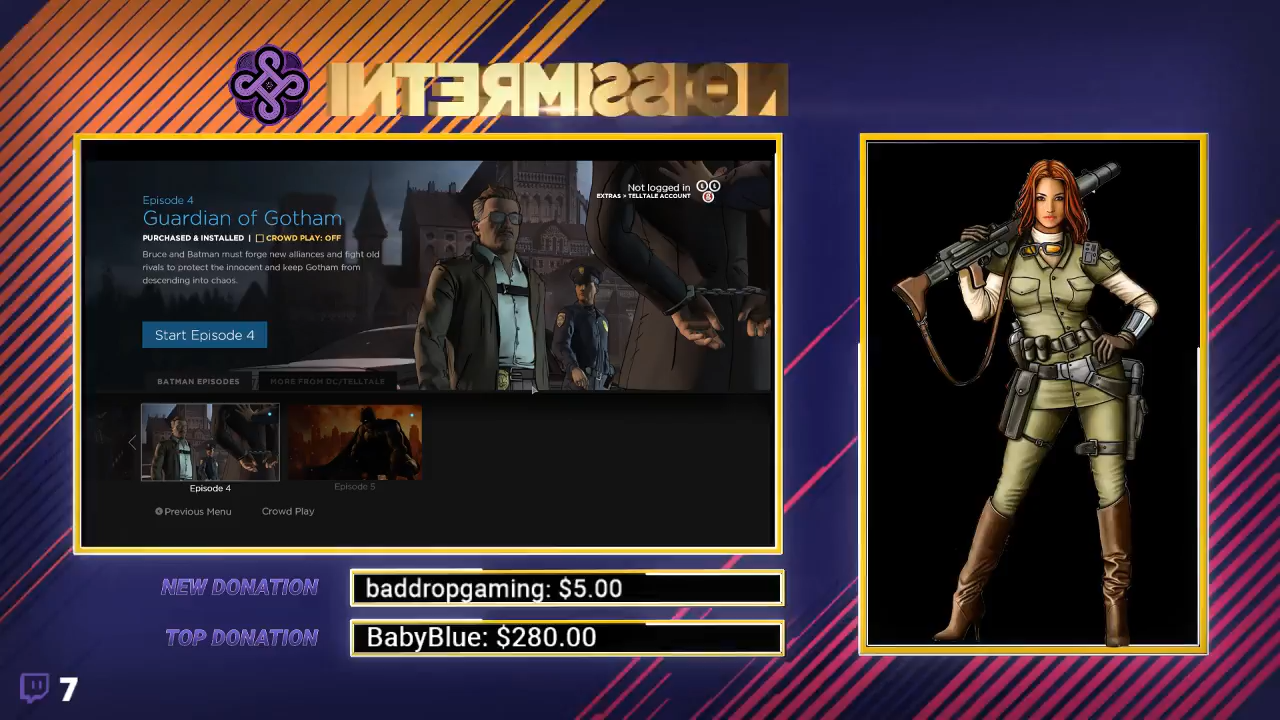 INTERMISSION
Not logged in
EXTRAS > TELLTALE ACCOUNT
Episode 4
Guardian of Gotham
PURCHASED & INSTALLED | CROWD PLAY: OFF
Bruce and Batman must forge new alliances and fight old
rivals to protect the innocent and keep Gotham from
descending into chaos.
Start Episode 4
BATMAN EPISODES
MORE FROM DC/TELLTALE
Episode 4
Episode 5
Previous Menu
Crowd Play
NEW DONATION
baddropgaming: $5.00
TOP DONATION
BabyBlue: $280.00
7